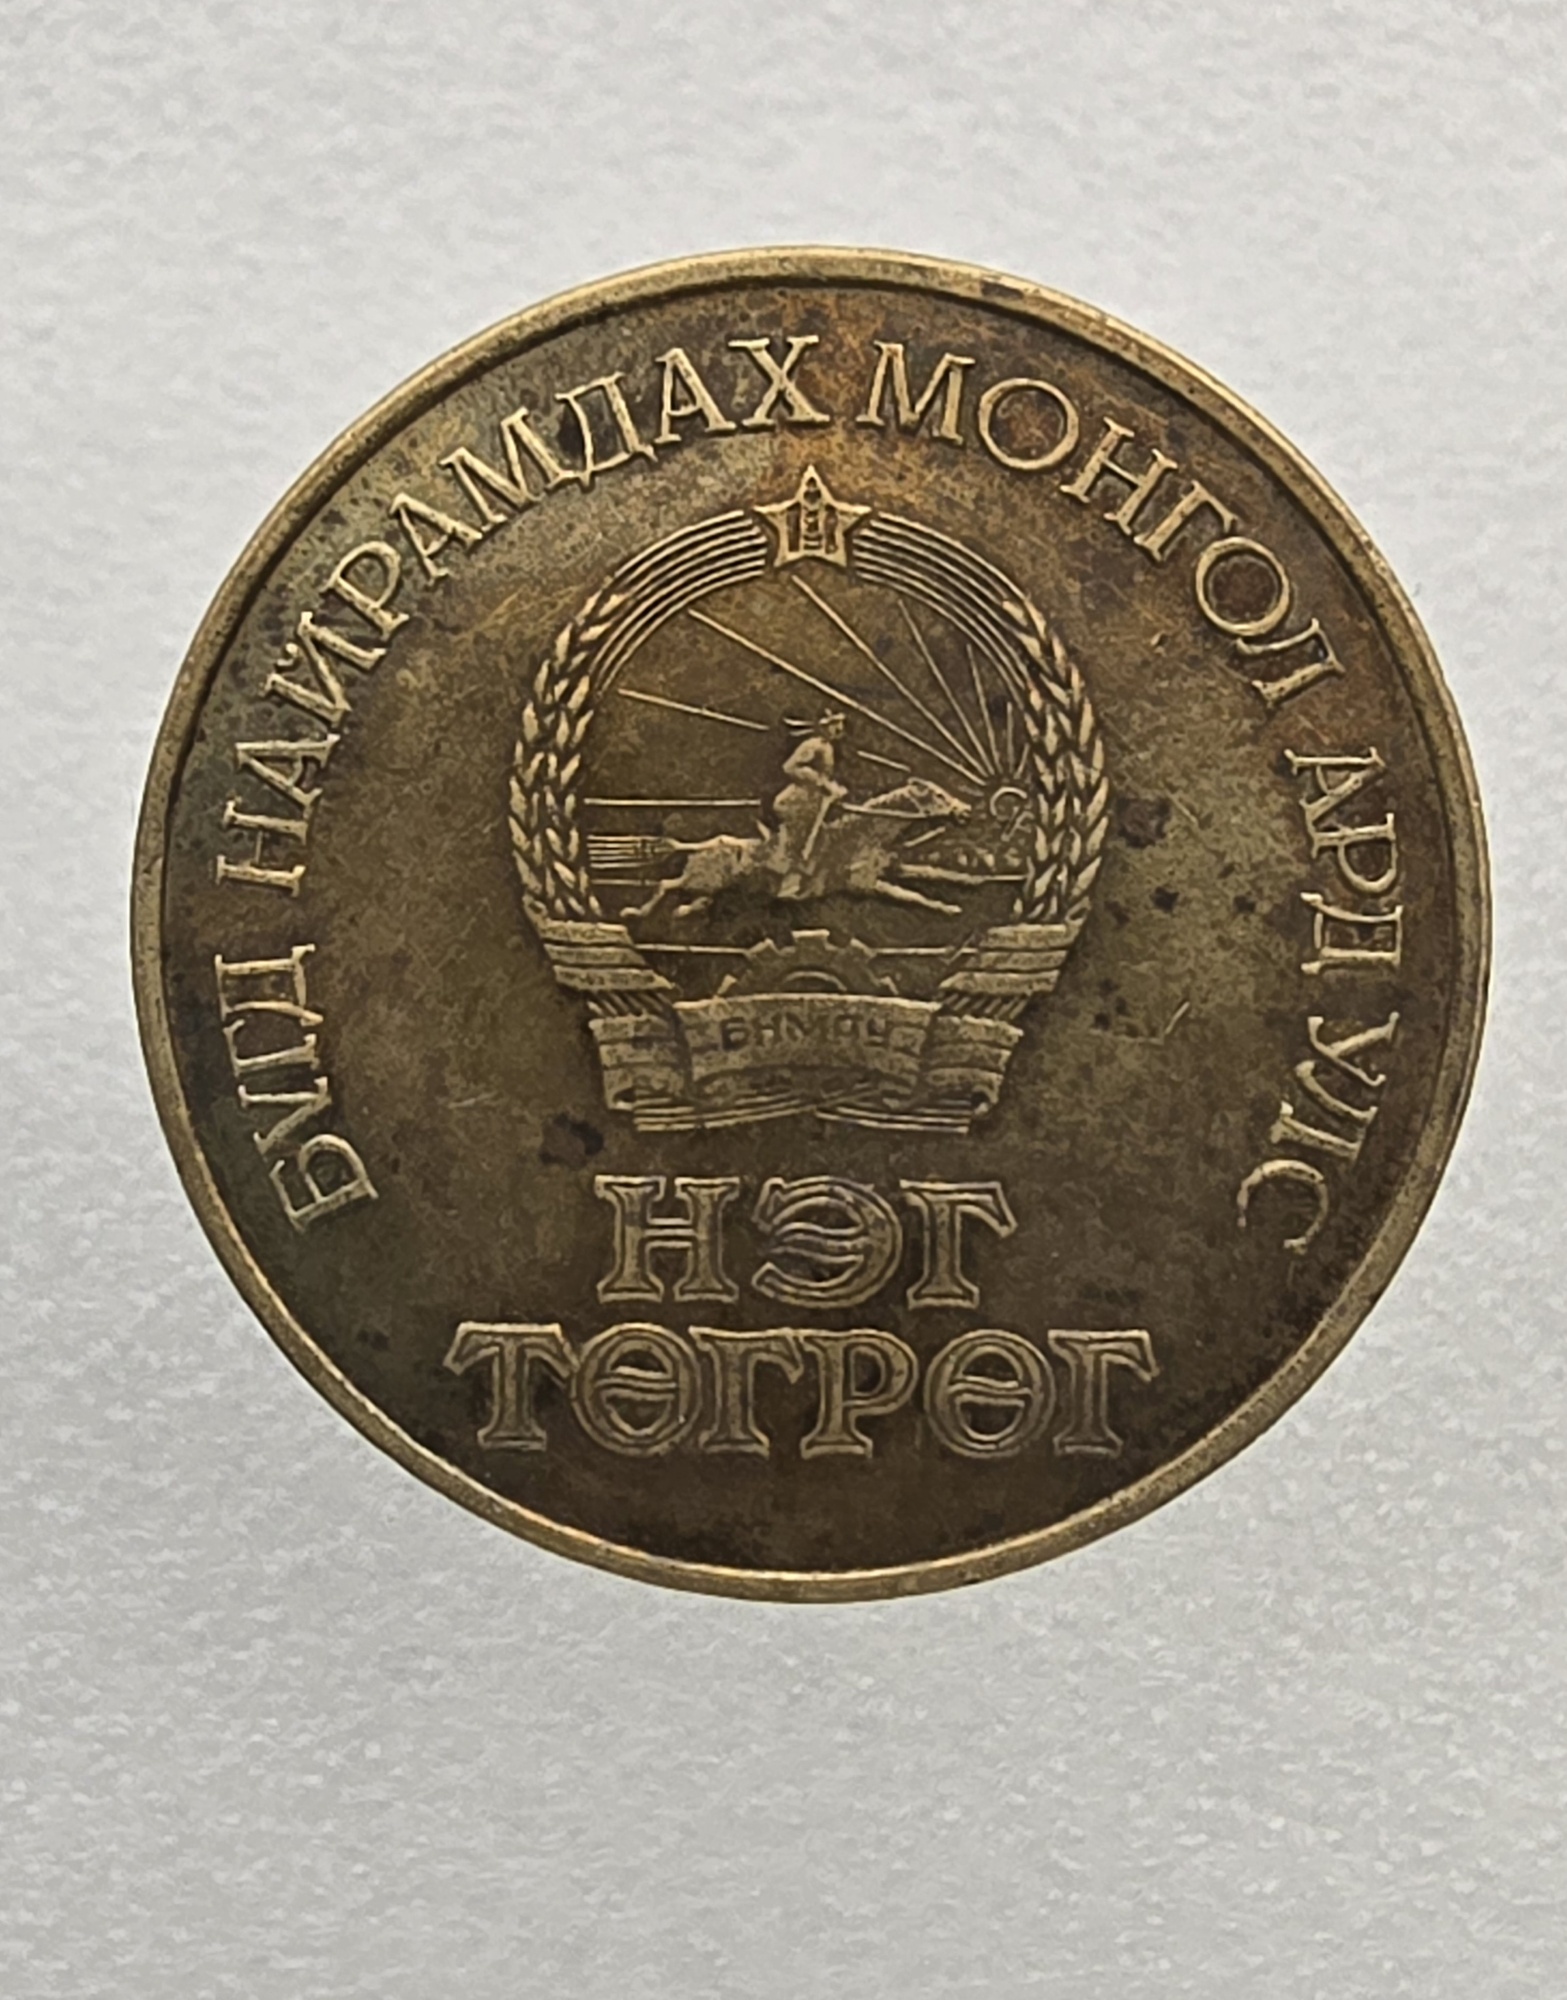 БҮГД НАЙРАМДАХ МОНГОЛ АРД УЛС
БНМАУ
НЭГ
ТӨГРӨГ